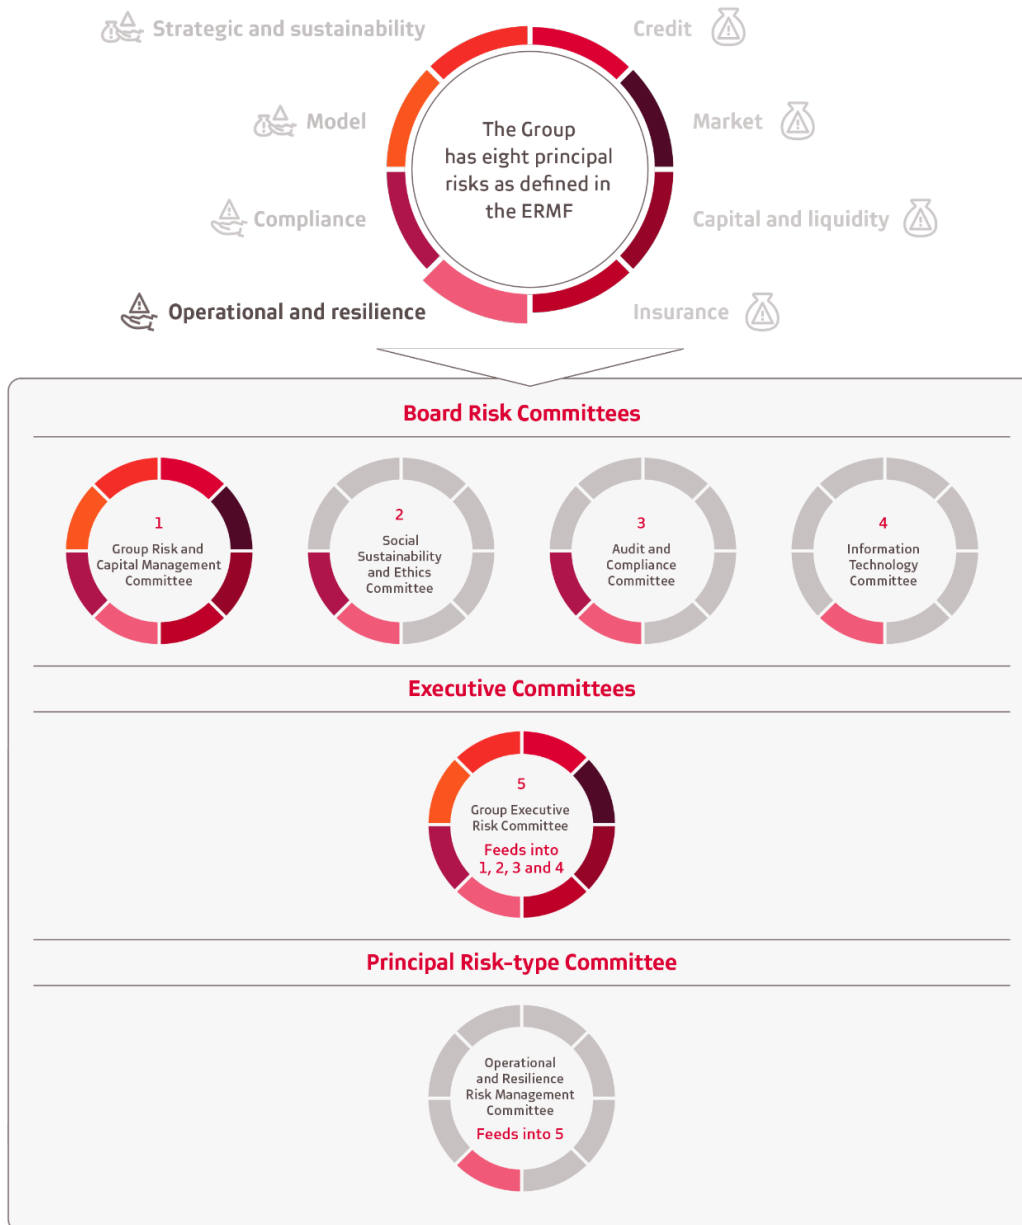 Strategic and sustainability
Credit
Model
Market
The Group
has eight principal
risks as defined in
the ERMF
Compliance
Capital and liquidity
Operational and resilience
Insurance
Board Risk Committees
1
Group Risk and
Capital Management
Committee
2
Social
Sustainability
and Ethics
Committee
3
Audit and
Compliance
Committee
4
Information
Technology
Committee
Executive Committees
5
Group Executive
Risk Committee
Feeds into
1, 2, 3 and 4
Principal Risk-type Committee
Operational
and Resilience
Risk Management
Committee
Feeds into 5